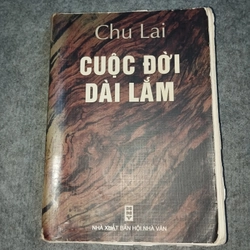 Chu Lai
CUỘC ĐỜI
DÀI LẮM
NHÀ XUẤT BẢN HỘI NHÀ VĂN